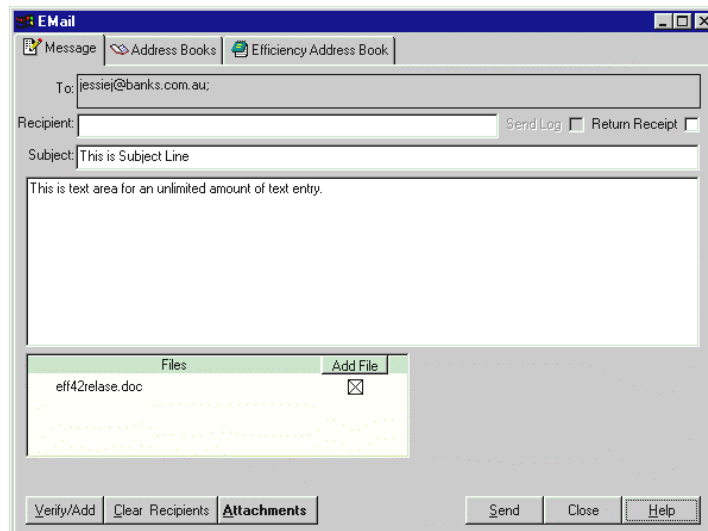 EMail
Message Address Books Efficiency Address Book
To: jessiej@banks.com.au;
Recipient: Send Log Return Receipt
Subject: This is Subject Line
This is text area for an unlimited amount of text entry.
Files Add File
eff42relase.doc
Verify/Add Clear Recipients Attachments Send Close Help